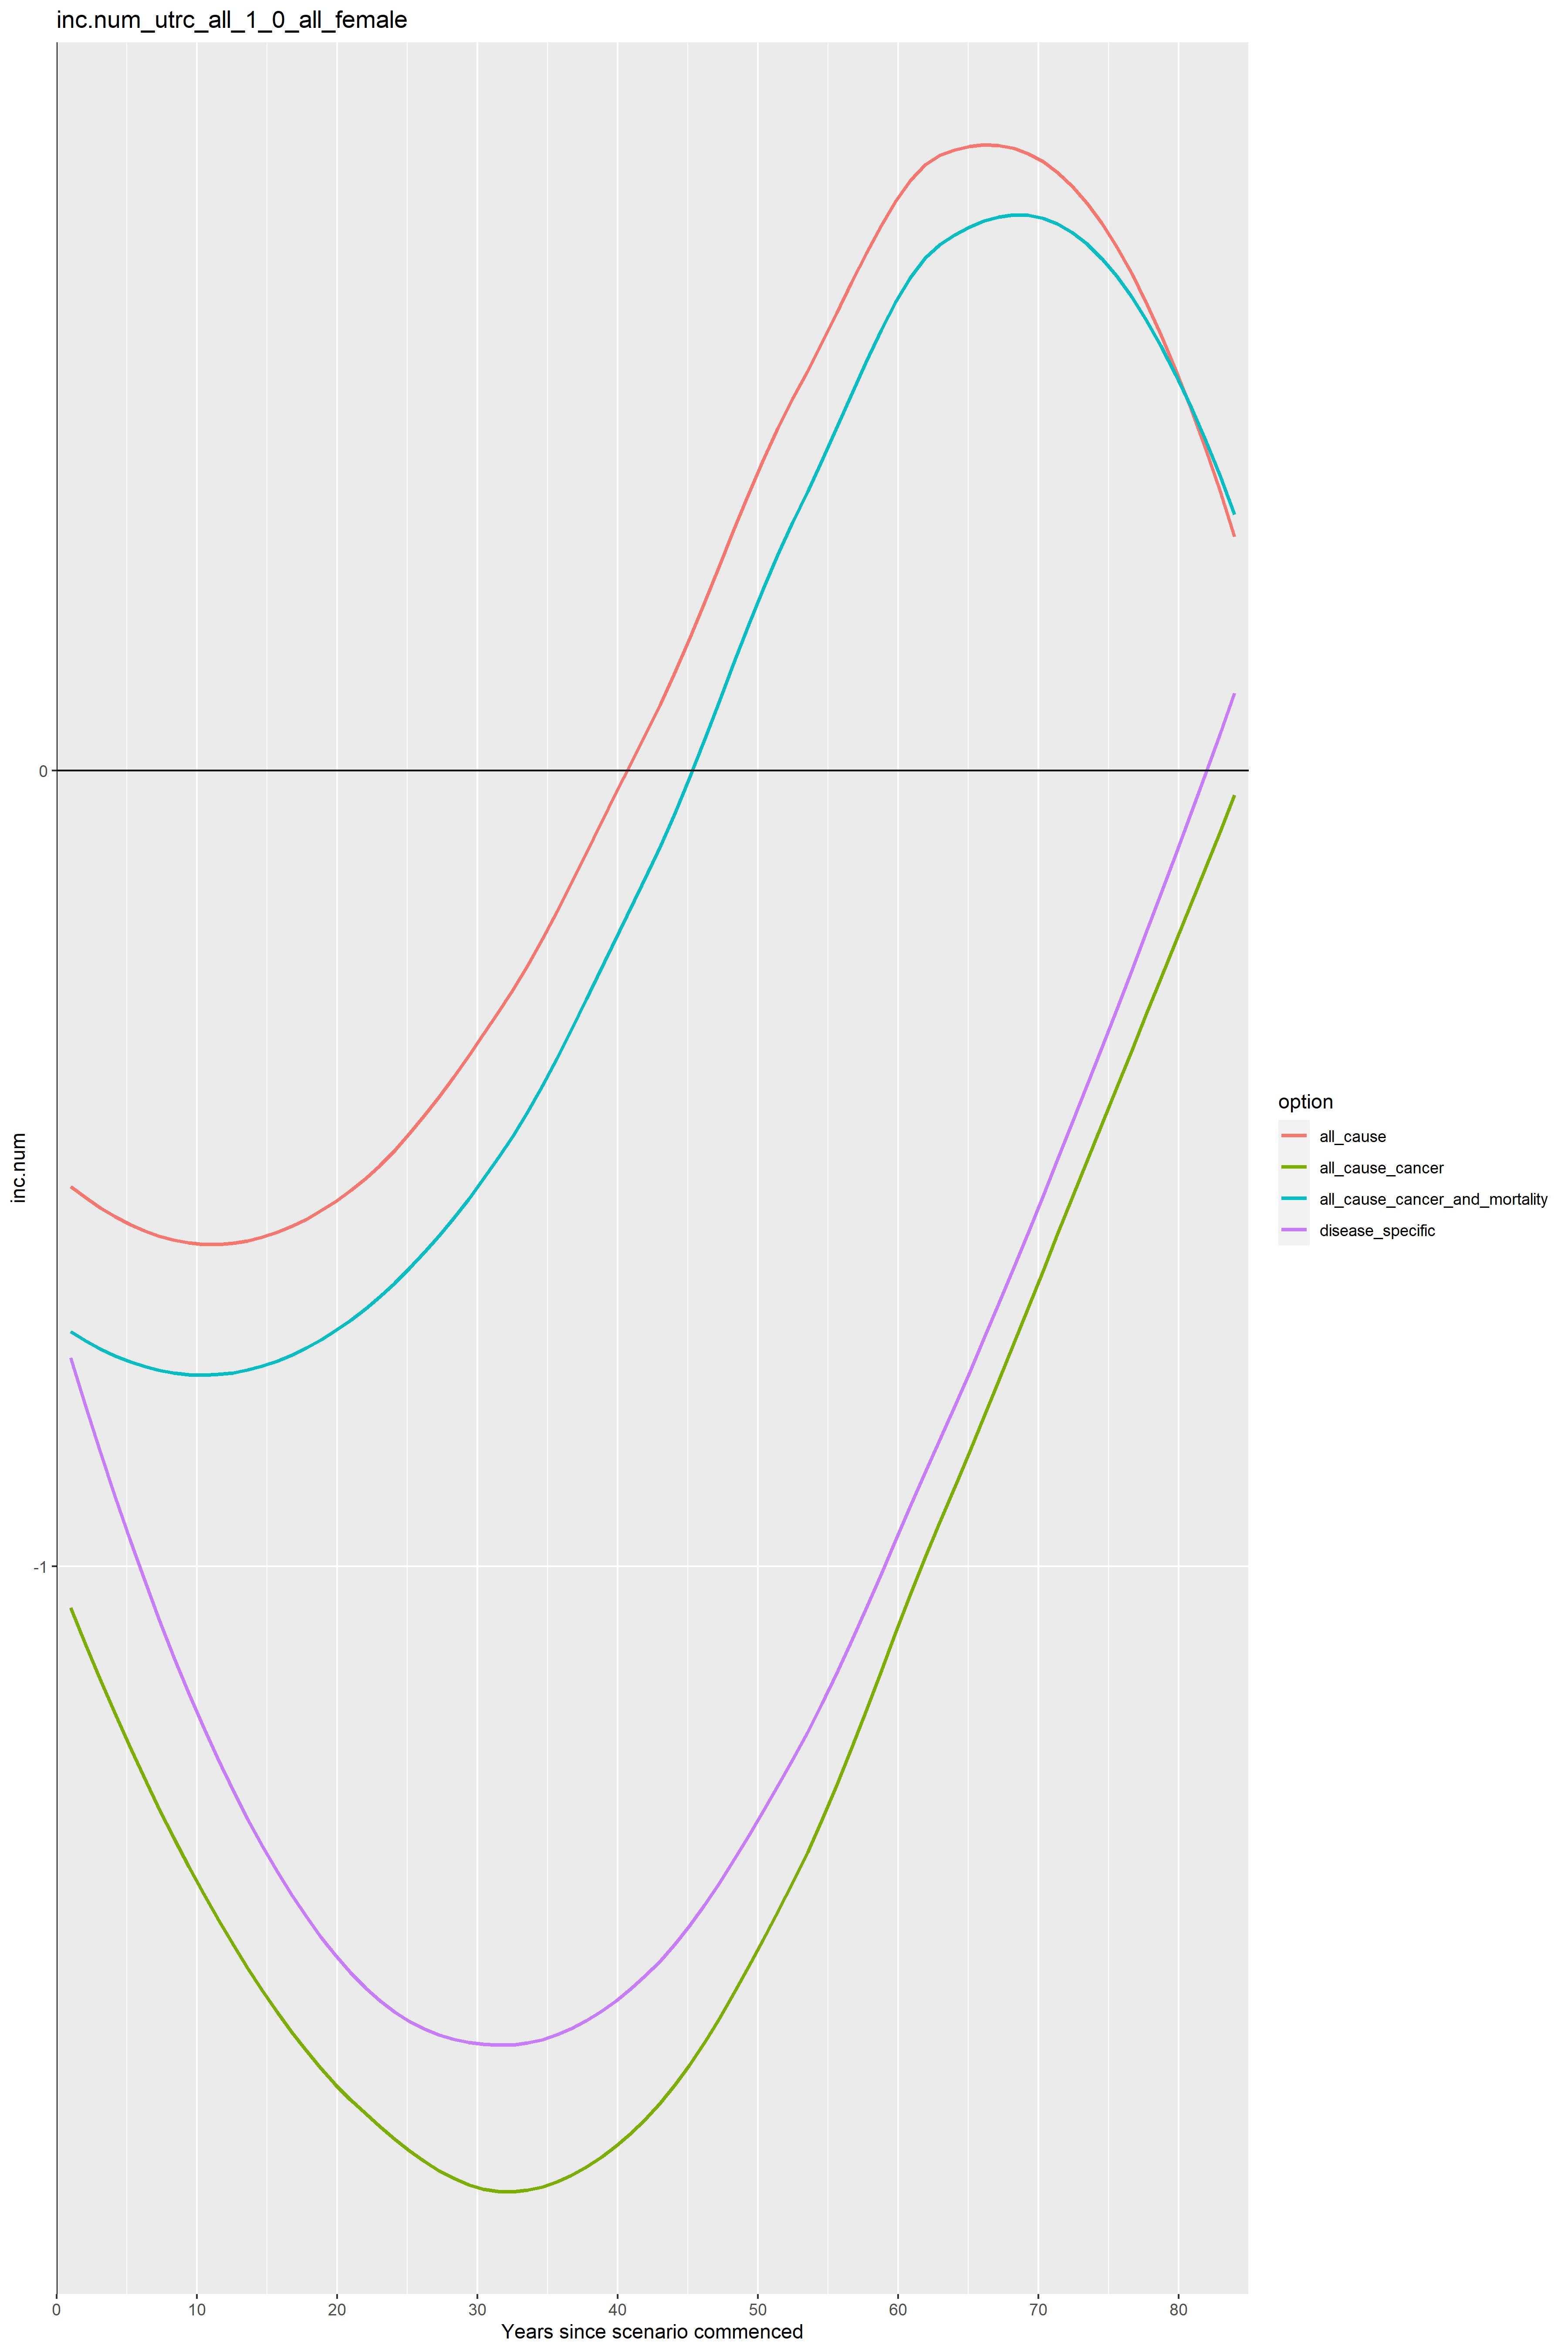 inc.num_utrc_all_1_0_all_female
inc.num
0
-1
0 10 20 30 40 50 60 70 80
Years since scenario commenced
option
all_cause
all_cause_cancer
all_cause_cancer_and_mortality
disease_specific